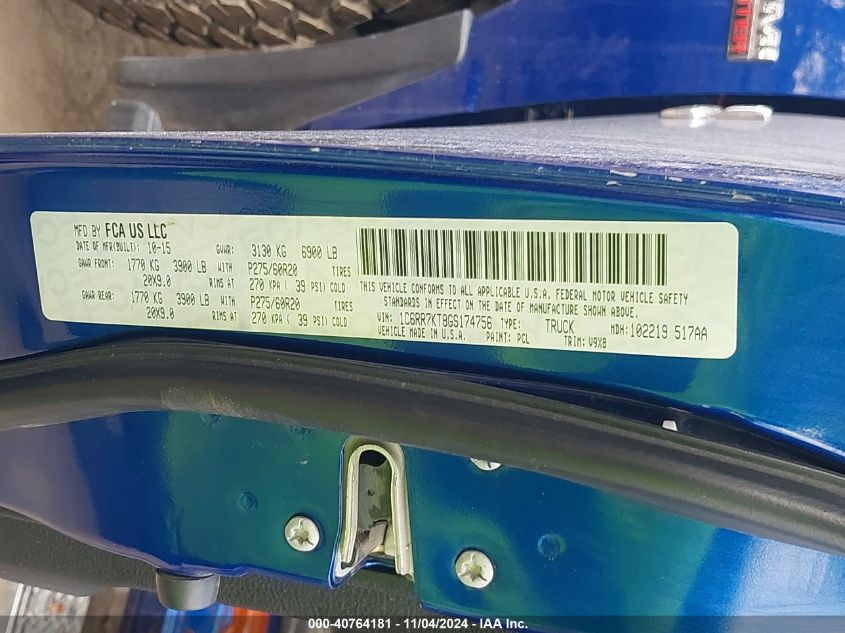 MFD BY FCA US LLC
DATE OF MFR(BUILT): 10-15 GVWR: 3130 KG 6900 LB
GAWR FRONT: 1770 KG 3900 LB WITH P275/60R20 TIRES
20X9.0 RIMS AT 270 KPA ( 39 PSI) COLD
GAWR REAR: 1770 KG 3900 LB WITH P275/60R20 TIRES
20X9.0 RIMS AT 270 KPA ( 39 PSI) COLD
THIS VEHICLE CONFORMS TO ALL APPLICABLE U.S.A. FEDERAL MOTOR VEHICLE SAFETY
STANDARDS IN EFFECT ON THE DATE OF MANUFACTURE SHOWN ABOVE.
VIN: 1C6RR7KT8GS174756 TYPE: TRUCK MDH: 102219 517AA
VEHICLE MADE IN U.S.A. PAINT: PCL TRIM: V9X8
000-40764181 - 11/04/2024 - IAA Inc.